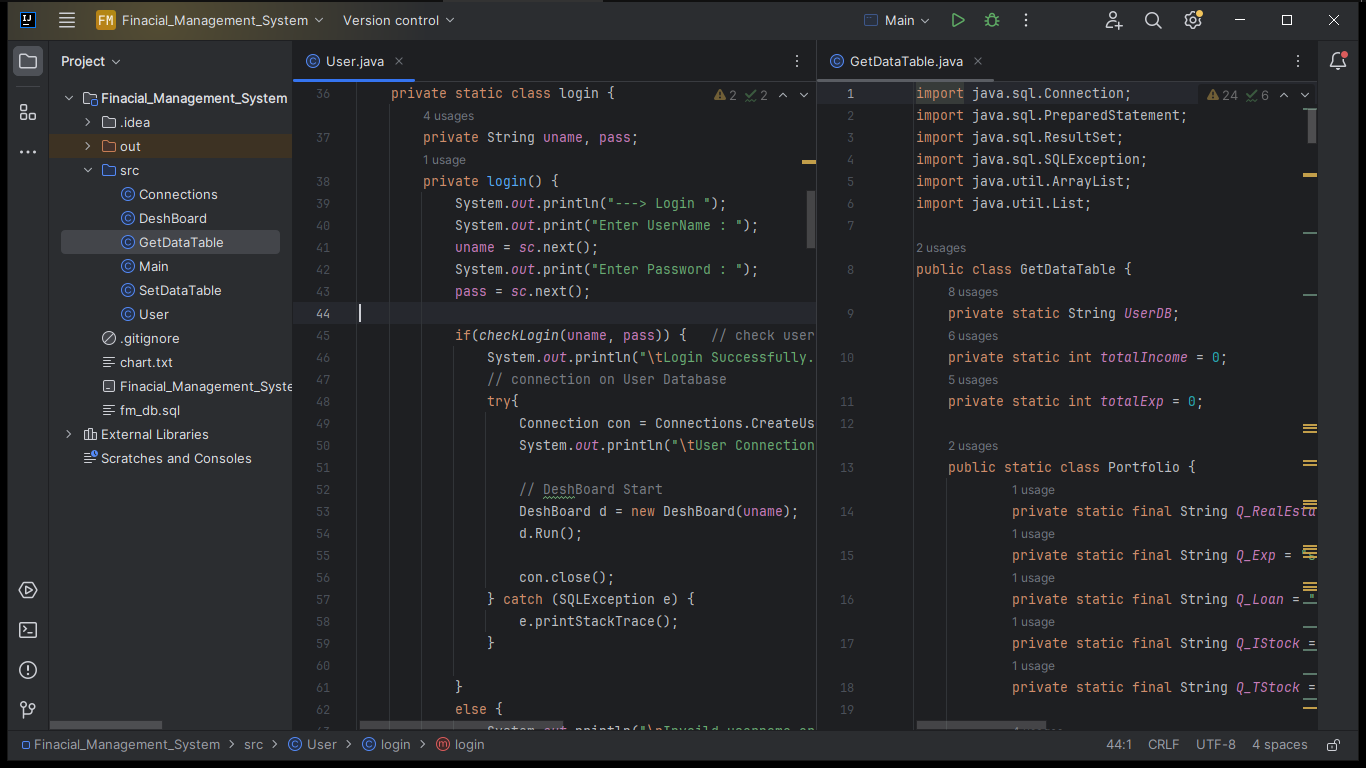 FM Finacial_Management_System Version control Main
Project
Finacial_Management_System
.idea
out
src
Connections
DeshBoard
GetDataTable
Main
SetDataTable
User
.gitignore
chart.txt
Finacial_Management_Syste
fm_db.sql
External Libraries
Scratches and Consoles
User.java
2 2
36 private static class login {
4 usages
37 private String uname, pass;
1 usage
38 private login() {
39 System.out.println("---> Login ");
40 System.out.print("Enter UserName : ");
41 uname = sc.next();
42 System.out.print("Enter Password : ");
43 pass = sc.next();
44
45 if(checkLogin(uname, pass)) { // check user
46 System.out.println("\tLogin Successfully.
47 // connection on User Database
48 try{
49 Connection con = Connections.CreateUs
50 System.out.println("\tUser Connection
51
52 // DeshBoard Start
53 DeshBoard d = new DeshBoard(uname);
54 d.Run();
55
56 con.close();
57 } catch (SQLException e) {
58 e.printStackTrace();
59 }
60
61 }
62 else {
GetDataTable.java
24 6
1 import java.sql.Connection;
2 import java.sql.PreparedStatement;
3 import java.sql.ResultSet;
4 import java.sql.SQLException;
5 import java.util.ArrayList;
6 import java.util.List;
7
2 usages
8 public class GetDataTable {
8 usages
9 private static String UserDB;
6 usages
10 private static int totalIncome = 0;
5 usages
11 private static int totalExp = 0;
12
2 usages
13 public static class Portfolio {
1 usage
14 private static final String Q_RealEsta
1 usage
15 private static final String Q_Exp =
1 usage
16 private static final String Q_Loan =
1 usage
17 private static final String Q_IStock =
1 usage
18 private static final String Q_TStock =
19
Finacial_Management_System > src > User > login > login
44:1 CRLF UTF-8 4 spaces